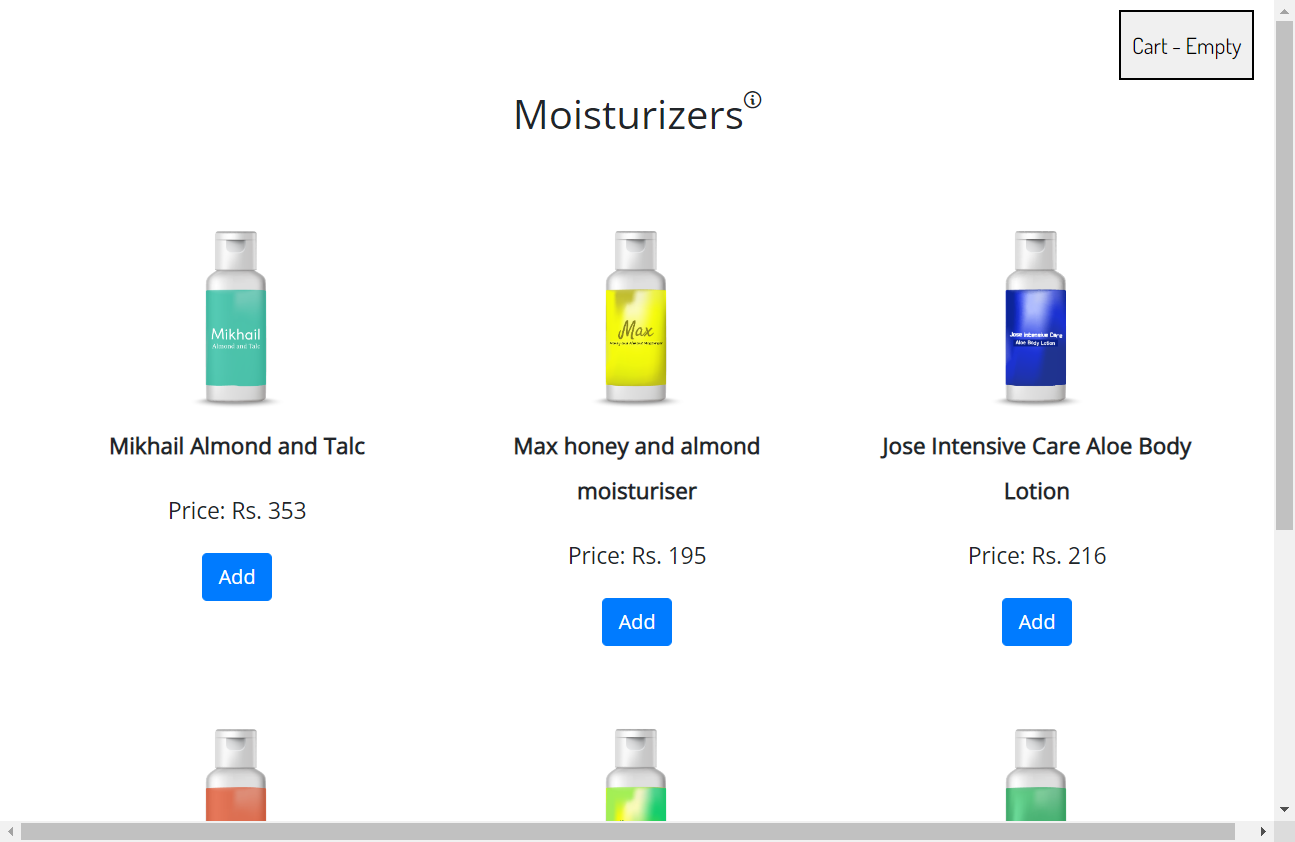 Cart - Empty
Moisturizers
Mikhail
Almond and Talc
Max
Jose Intensive Care
Aloe Body Lotion
Mikhail Almond and Talc
Max honey and almond
moisturiser
Jose Intensive Care Aloe Body
Lotion
Price: Rs. 353
Price: Rs. 195
Price: Rs. 216
Add
Add
Add